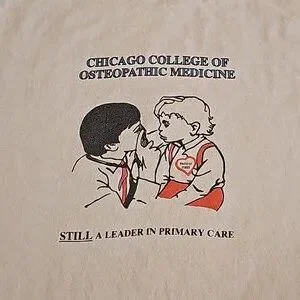 CHICAGO COLLEGE OF
OSTEOPATHIC MEDICINE
STILL A LEADER IN PRIMARY CARE